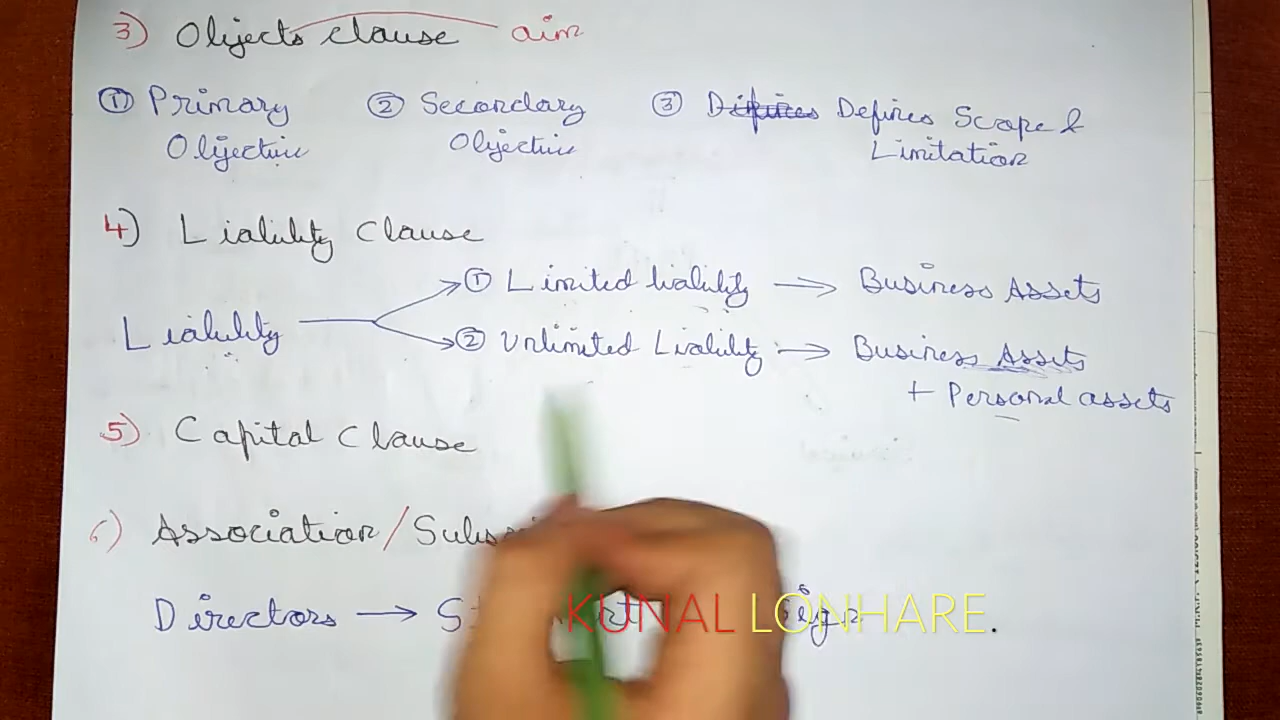 3) Objects clause aim
① Primary Objective
② Secondary Objective
③ Defines Scope & Limitation
4) Liability Clause
Liability
① Limited liability → Business Assets
② Unlimited Liability → Business Assets
+ Personal assets
5) Capital Clause
6) Association/
Directors →
KUNAL LONHARE.